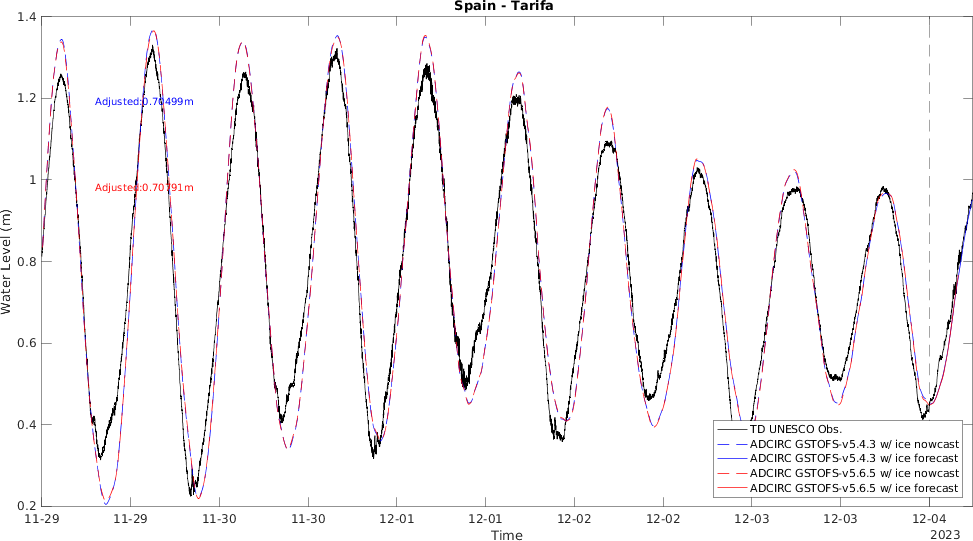 Spain - Tarifa
1.4
1.2
1
0.8
0.6
0.4
0.2
Water Level (m)
Adjusted:0.70499m
Adjusted:0.70791m
TD UNESCO Obs.
ADCIRC GSTOFS-v5.4.3 w/ ice nowcast
ADCIRC GSTOFS-v5.4.3 w/ ice forecast
ADCIRC GSTOFS-v5.6.5 w/ ice nowcast
ADCIRC GSTOFS-v5.6.5 w/ ice forecast
11-29 11-29 11-30 11-30 12-01 12-01 12-02 12-02 12-03 12-03 12-04
2023
Time